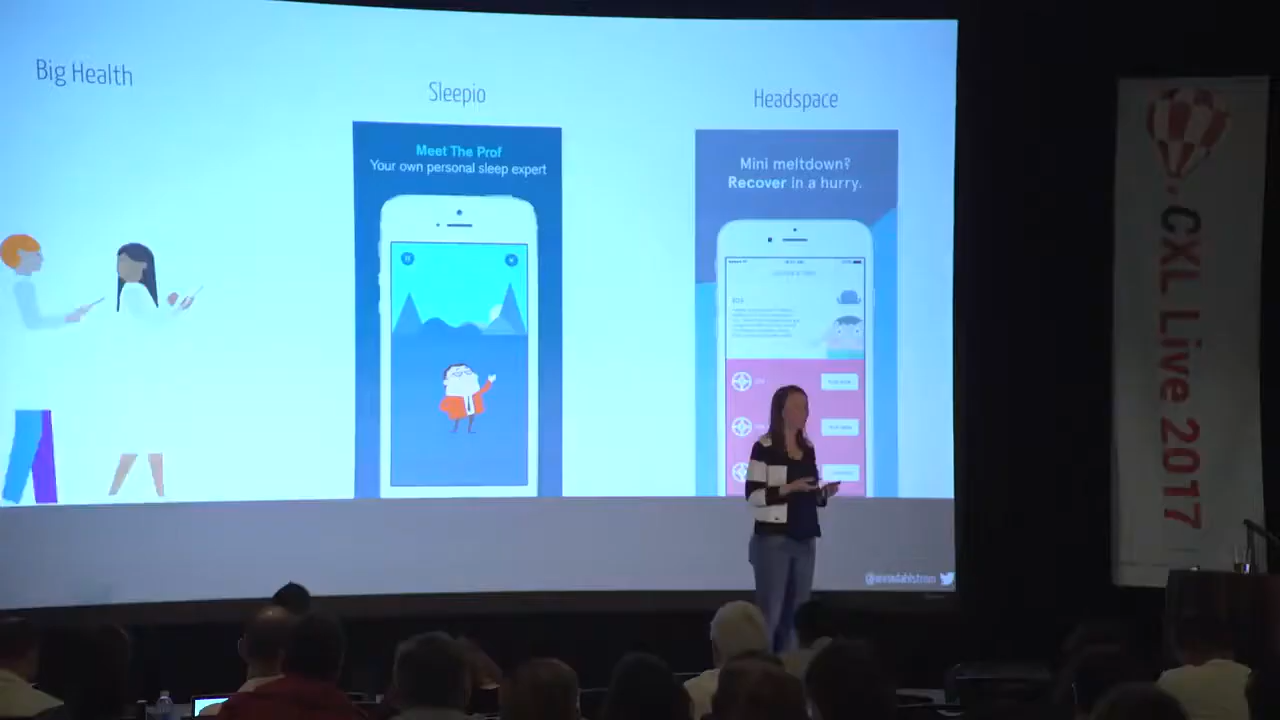 Big Health
Sleepio
Headspace
Meet The Prof
Your own personal sleep expert
Mini meltdown?
Recover in a hurry.
@annadahlstrom
CXL Live 2017